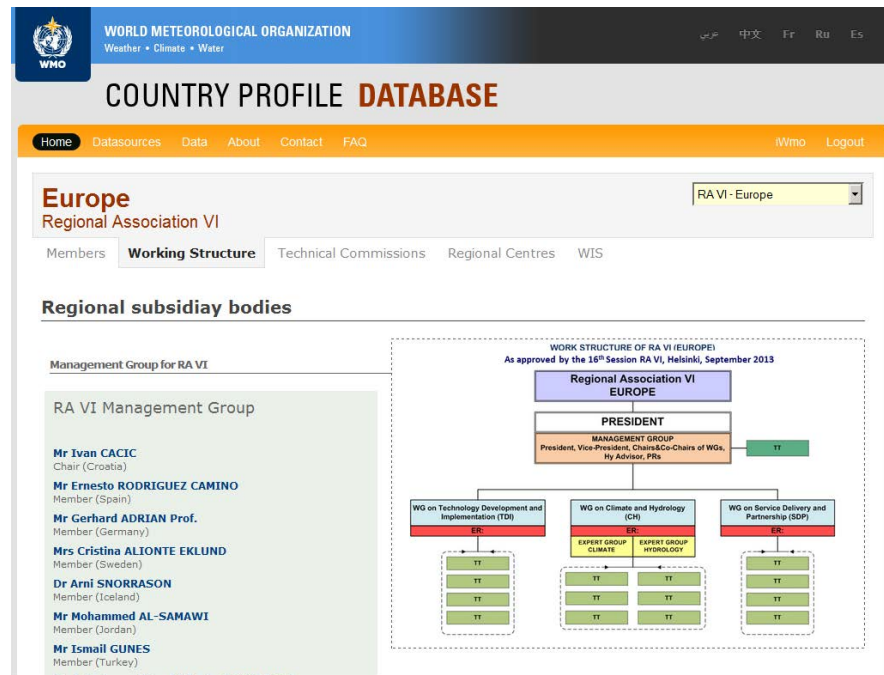 WORLD METEOROLOGICAL ORGANIZATION
Weather • Climate • Water
WMO
عربي 中文 Fr Ru Es
COUNTRY PROFILE DATABASE
Home Datasources Data About Contact FAQ iWmo Logout
Europe
Regional Association VI
RA VI - Europe
Members Working Structure Technical Commissions Regional Centres WIS
Regional subsidiay bodies
Management Group for RA VI
RA VI Management Group
Mr Ivan CACIC
Chair (Croatia)
Mr Ernesto RODRIGUEZ CAMINO
Member (Spain)
Mr Gerhard ADRIAN Prof.
Member (Germany)
Mrs Cristina ALIONTE EKLUND
Member (Sweden)
Dr Arni SNORRASON
Member (Iceland)
Mr Mohammed AL-SAMAWI
Member (Jordan)
Mr Ismail GUNES
Member (Turkey)
WORK STRUCTURE OF RA VI (EUROPE)
As approved by the 16th Session RA VI, Helsinki, September 2013
Regional Association VI
EUROPE
PRESIDENT
MANAGEMENT GROUP
President, Vice-President, Chairs&Co-Chairs of WGs,
Hy Advisor, PRs
TT
WG on Technology Development and
Implementation (TDI)
ER:
TT
TT
TT
TT
WG on Climate and Hydrology
(CH)
ER:
EXPERT GROUP
CLIMATE
EXPERT GROUP
HYDROLOGY
TT TT
TT TT
TT TT
WG on Service Delivery and
Partnership (SDP)
ER:
TT
TT
TT
TT